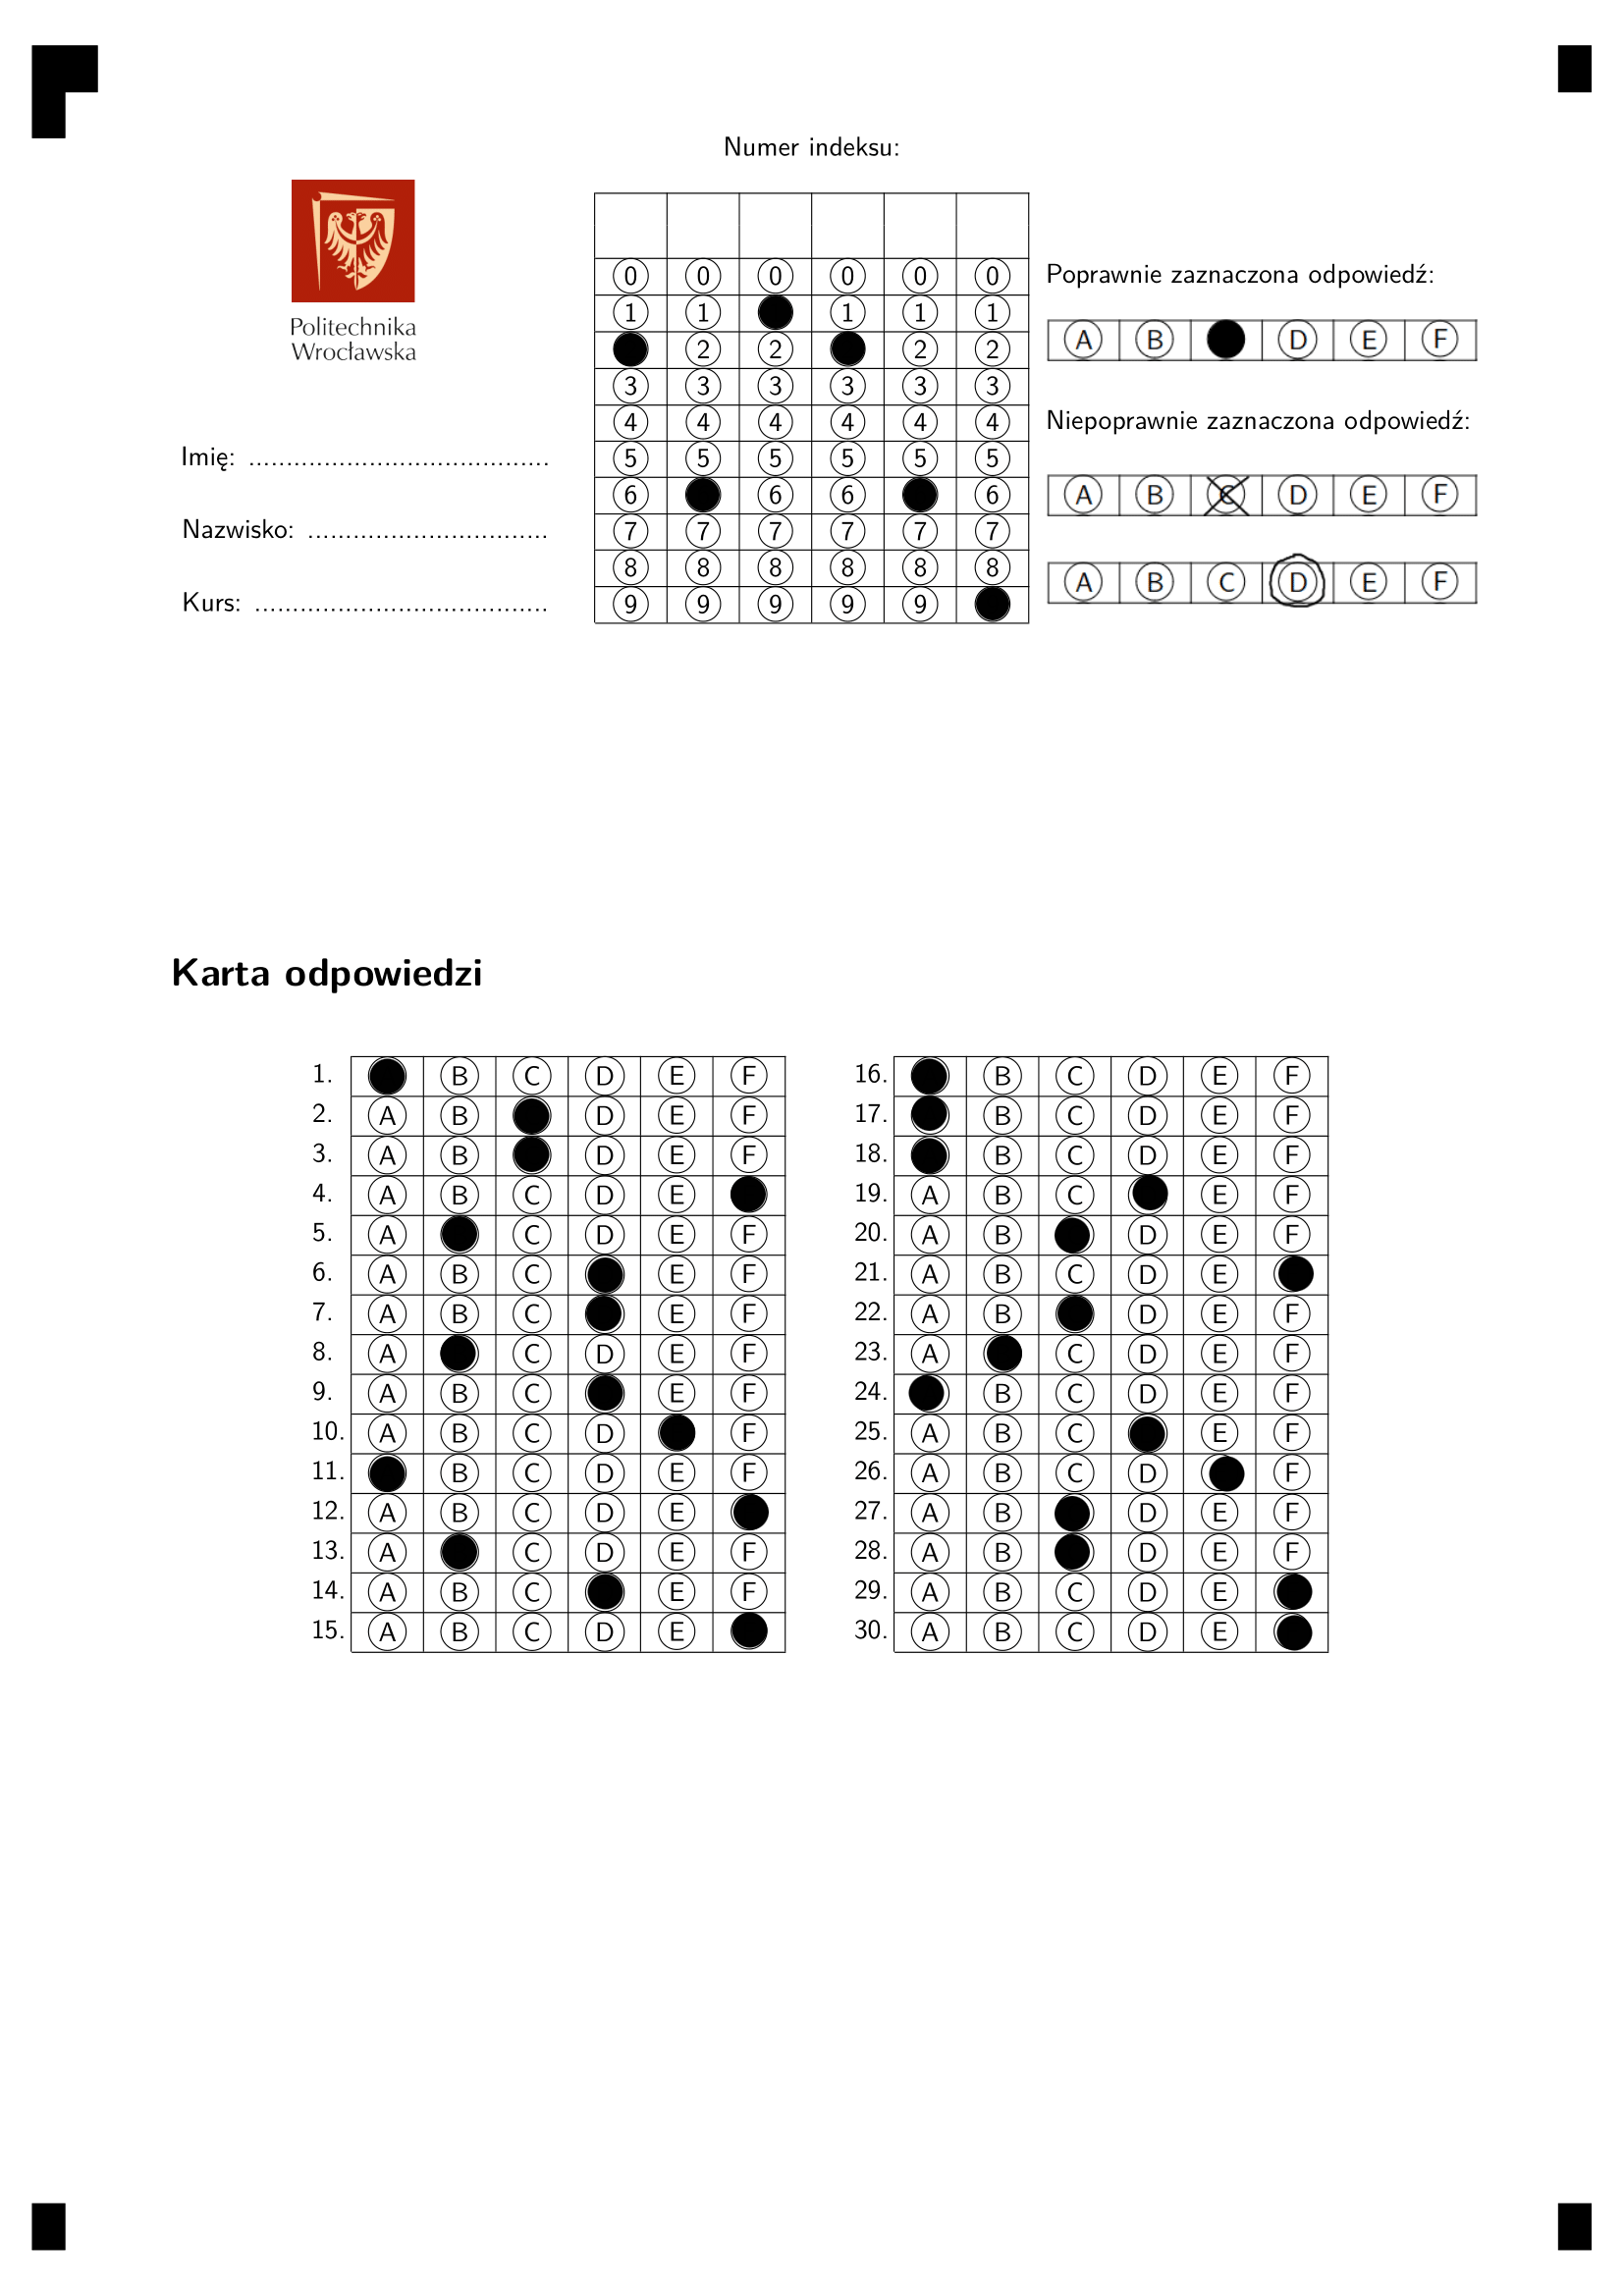 Numer indeksu:
Politechnika
Wrocławska
Imię: ........................................
Nazwisko: ................................
Kurs: .......................................
0 0 0 0 0 0
1 1 1 1 1
2 2 2 2
3 3 3 3 3 3
4 4 4 4 4 4
5 5 5 5 5 5
6 6 6 6
7 7 7 7 7 7
8 8 8 8 8 8
9 9 9 9 9
Poprawnie zaznaczona odpowiedź:
A B D E F
Niepoprawnie zaznaczona odpowiedź:
A B C D E F
A B C D E F
Karta odpowiedzi
1. B C D E F
2. A B D E F
3. A B D E F
4. A B C D E
5. A C D E F
6. A B C E F
7. A B C E F
8. A C D E F
9. A B C E F
10. A B C D F
11. B C D E F
12. A B C D E
13. A C D E F
14. A B C E F
15. A B C D E
16. B C D E F
17. B C D E F
18. B C D E F
19. A B C E F
20. A B D E F
21. A B C D E
22. A B D E F
23. A C D E F
24. B C D E F
25. A B C E F
26. A B C D F
27. A B D E F
28. A B D E F
29. A B C D E
30. A B C D E